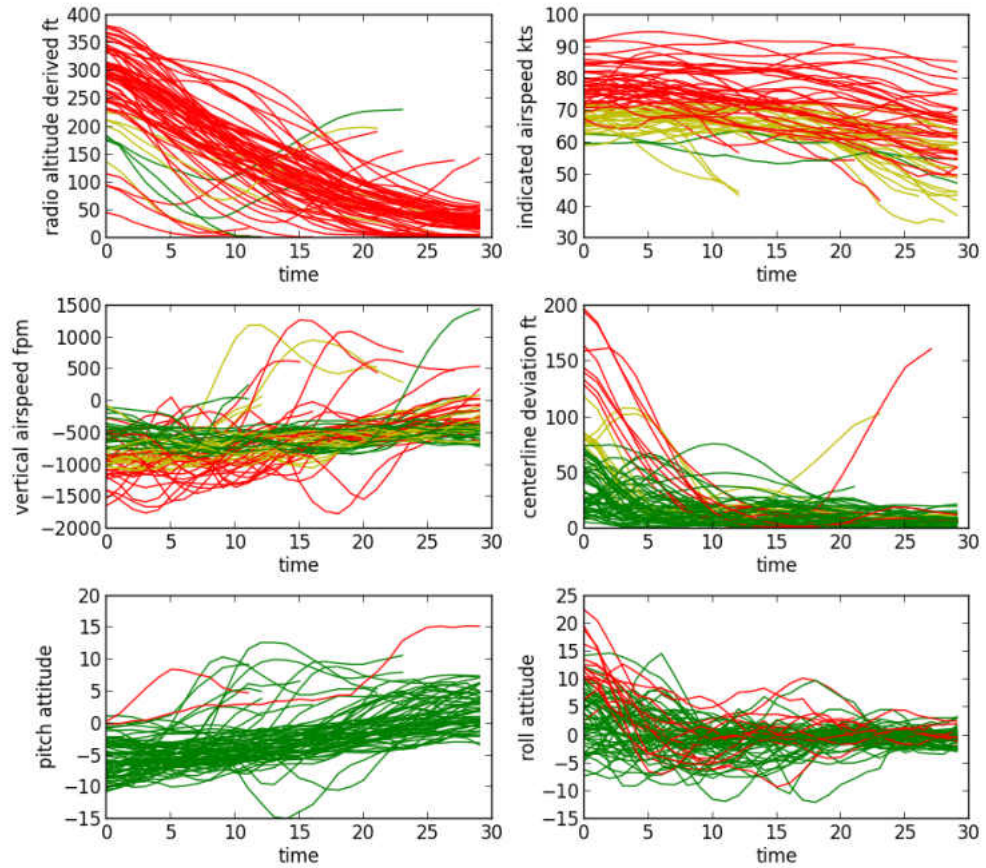 radio altitude derived ft
400
350
300
250
200
150
100
50
0
0 5 10 15 20 25 30
time
indicated airspeed kts
100
90
80
70
60
50
40
30
0 5 10 15 20 25 30
time
vertical airspeed fpm
1500
1000
500
0
−500
−1000
−1500
−2000
0 5 10 15 20 25 30
time
centerline deviation ft
200
150
100
50
0
0 5 10 15 20 25 30
time
pitch attitude
20
15
10
5
0
−5
−10
−15
0 5 10 15 20 25 30
time
roll attitude
25
20
15
10
5
0
−5
−10
−15
0 5 10 15 20 25 30
time